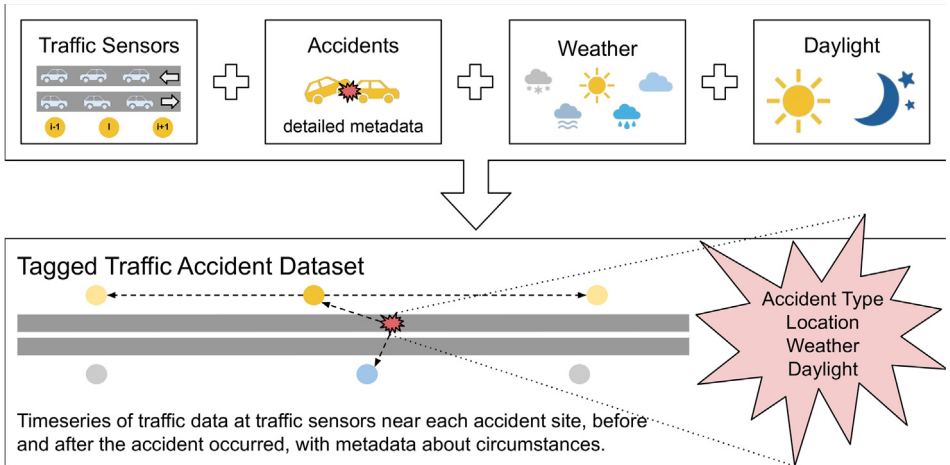 Traffic Sensors
i-1
I
i+1
Accidents
detailed metadata
Weather
Daylight
Tagged Traffic Accident Dataset
Accident Type
Location
Weather
Daylight
Timeseries of traffic data at traffic sensors near each accident site, before
and after the accident occurred, with metadata about circumstances.